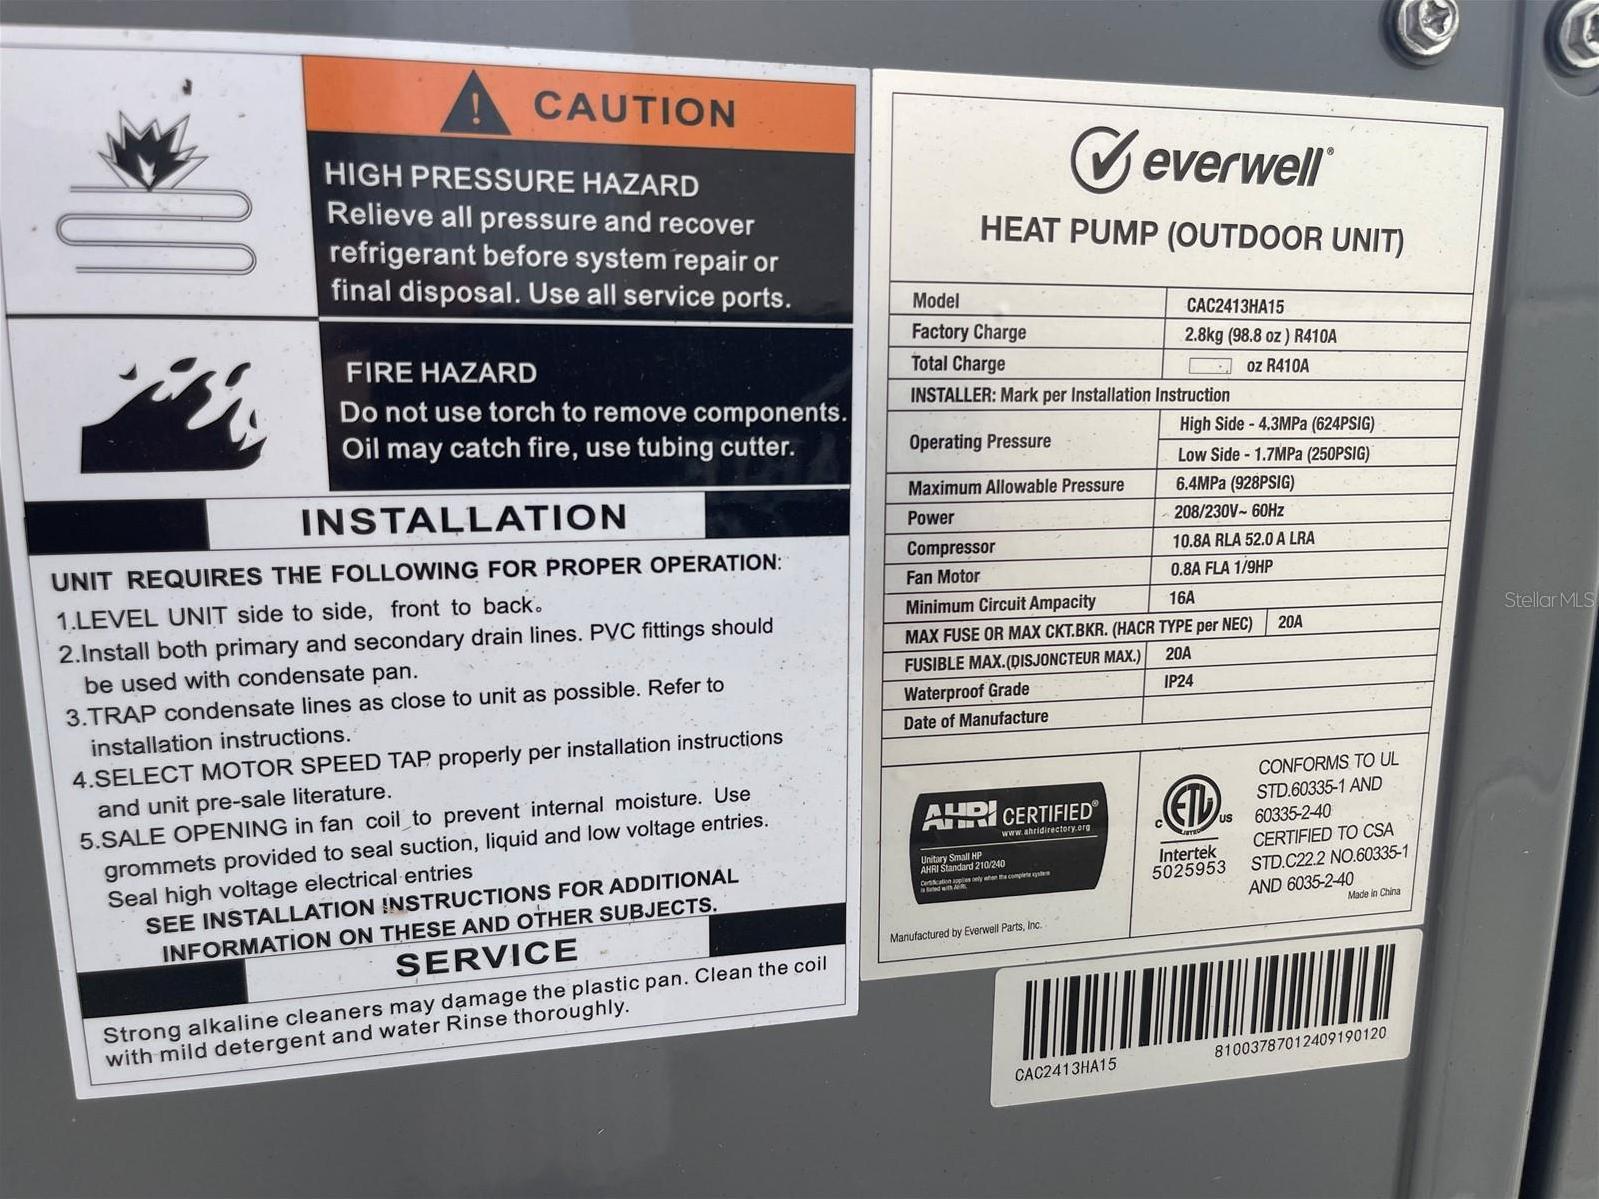 CAUTION
HIGH PRESSURE HAZARD
Relieve all pressure and recover
refrigerant before system repair or
final disposal. Use all service ports.
FIRE HAZARD
Do not use torch to remove components.
Oil may catch fire, use tubing cutter.
INSTALLATION
UNIT REQUIRES THE FOLLOWING FOR PROPER OPERATION:
1.LEVEL UNIT side to side, front to back。
2.Install both primary and secondary drain lines. PVC fittings should
be used with condensate pan.
3.TRAP condensate lines as close to unit as possible. Refer to
installation instructions.
4.SELECT MOTOR SPEED TAP properly per installation instructions
and unit pre-sale literature.
5.SALE OPENING in fan coil to prevent internal moisture. Use
grommets provided to seal suction, liquid and low voltage entries.
Seal high voltage electrical entries
SEE INSTALLATION INSTRUCTIONS FOR ADDITIONAL
INFORMATION ON THESE AND OTHER SUBJECTS.
SERVICE
Strong alkaline cleaners may damage the plastic pan. Clean the coil
with mild detergent and water Rinse thoroughly.
everwell®
HEAT PUMP (OUTDOOR UNIT)
Model CAC2413HA15
Factory Charge 2.8kg (98.8 oz ) R410A
Total Charge oz R410A
INSTALLER: Mark per Installation Instruction
Operating Pressure High Side - 4.3MPa (624PSIG)
Low Side - 1.7MPa (250PSIG)
Maximum Allowable Pressure 6.4MPa (928PSIG)
Power 208/230V~ 60Hz
Compressor 10.8A RLA 52.0 A LRA
Fan Motor 0.8A FLA 1/9HP
Minimum Circuit Ampacity 16A
MAX FUSE OR MAX CKT.BKR. (HACR TYPE per NEC) 20A
FUSIBLE MAX.(DISJONCTEUR MAX.) 20A
Waterproof Grade IP24
Date of Manufacture
AHRI CERTIFIED®
www.ahridirectory.org
Unitary Small HP
AHRI Standard 210/240
Certification applies only when the complete system
is listed with AHRI.
C ETL US
LISTED
Intertek
5025953
CONFORMS TO UL
STD.60335-1 AND
60335-2-40
CERTIFIED TO CSA
STD.C22.2 NO.60335-1
AND 6035-2-40
Made in China
Manufactured by Everwell Parts, Inc.
CAC2413HA15
81003787012409190120
Stellar MLS